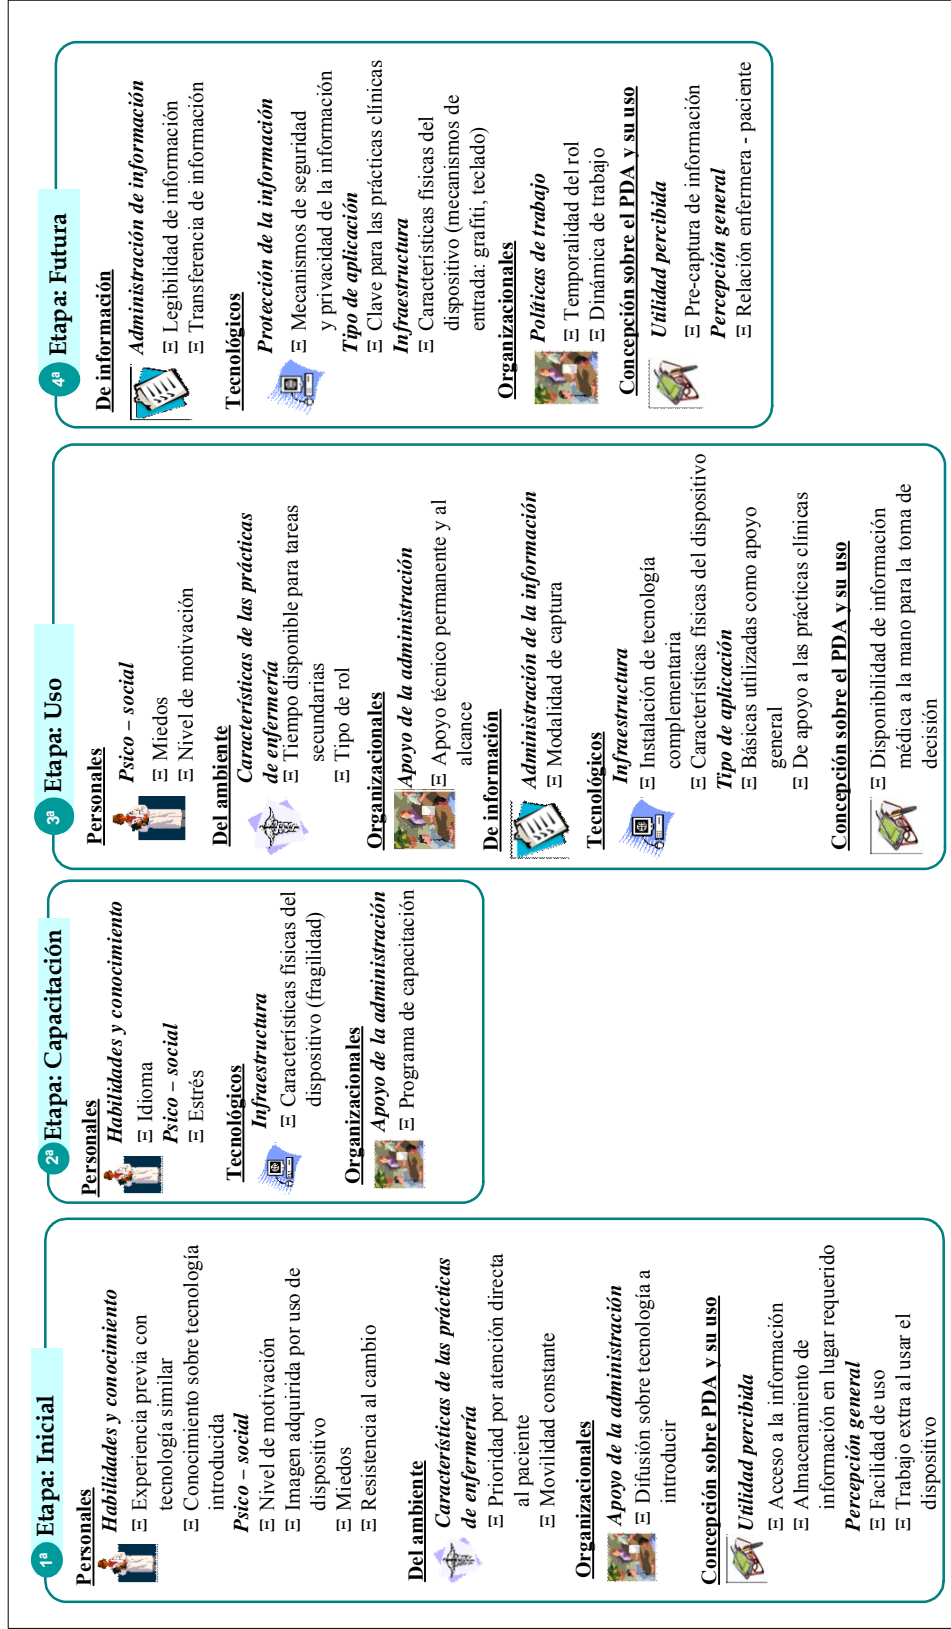 1ª Etapa: Inicial
Personales
Habilidades y conocimiento
Ξ Experiencia previa con
tecnología similar
Ξ Conocimiento sobre tecnología
introducida
Psico – social
Ξ Nivel de motivación
Ξ Imagen adquirida por uso de
dispositivo
Ξ Miedos
Ξ Resistencia al cambio
Del ambiente
Características de las prácticas
de enfermería
Ξ Prioridad por atención directa
al paciente
Ξ Movilidad constante
Organizacionales
Apoyo de la administración
Ξ Difusión sobre tecnología a
introducir
Concepción sobre PDA y su uso
Utilidad percibida
Ξ Acceso a la información
Ξ Almacenamiento de
información en lugar requerido
Percepción general
Ξ Facilidad de uso
Ξ Trabajo extra al usar el
dispositivo
2ª Etapa: Capacitación
Personales
Habilidades y conocimiento
Ξ Idioma
Psico – social
Ξ Estrés
Tecnológicos
Infraestructura
Ξ Características físicas del
dispositivo (fragilidad)
Organizacionales
Apoyo de la administración
Ξ Programa de capacitación
3ª Etapa: Uso
Personales
Psico – social
Ξ Miedos
Ξ Nivel de motivación
Del ambiente
Características de las prácticas
de enfermería
Ξ Tiempo disponible para tareas
secundarias
Ξ Tipo de rol
Organizacionales
Apoyo de la administración
Ξ Apoyo técnico permanente y al
alcance
De información
Administración de la información
Ξ Modalidad de captura
Tecnológicos
Infraestructura
Ξ Instalación de tecnología
complementaria
Ξ Características físicas del dispositivo
Tipo de aplicación
Ξ Básicas utilizadas como apoyo
general
Ξ De apoyo a las prácticas clínicas
Concepción sobre el PDA y su uso
Ξ Disponibilidad de información
médica a la mano para la toma de
decisión
4ª Etapa: Futura
De información
Administración de información
Ξ Legibilidad de información
Ξ Transferencia de información
Tecnológicos
Protección de la información
Ξ Mecanismos de seguridad
y privacidad de la información
Tipo de aplicación
Ξ Clave para las prácticas clínicas
Infraestructura
Ξ Características físicas del
dispositivo (mecanismos de
entrada: grafiti, teclado)
Organizacionales
Políticas de trabajo
Ξ Temporalidad del rol
Ξ Dinámica de trabajo
Concepción sobre el PDA y su uso
Utilidad percibida
Ξ Pre-captura de información
Percepción general
Ξ Relación enfermera - paciente